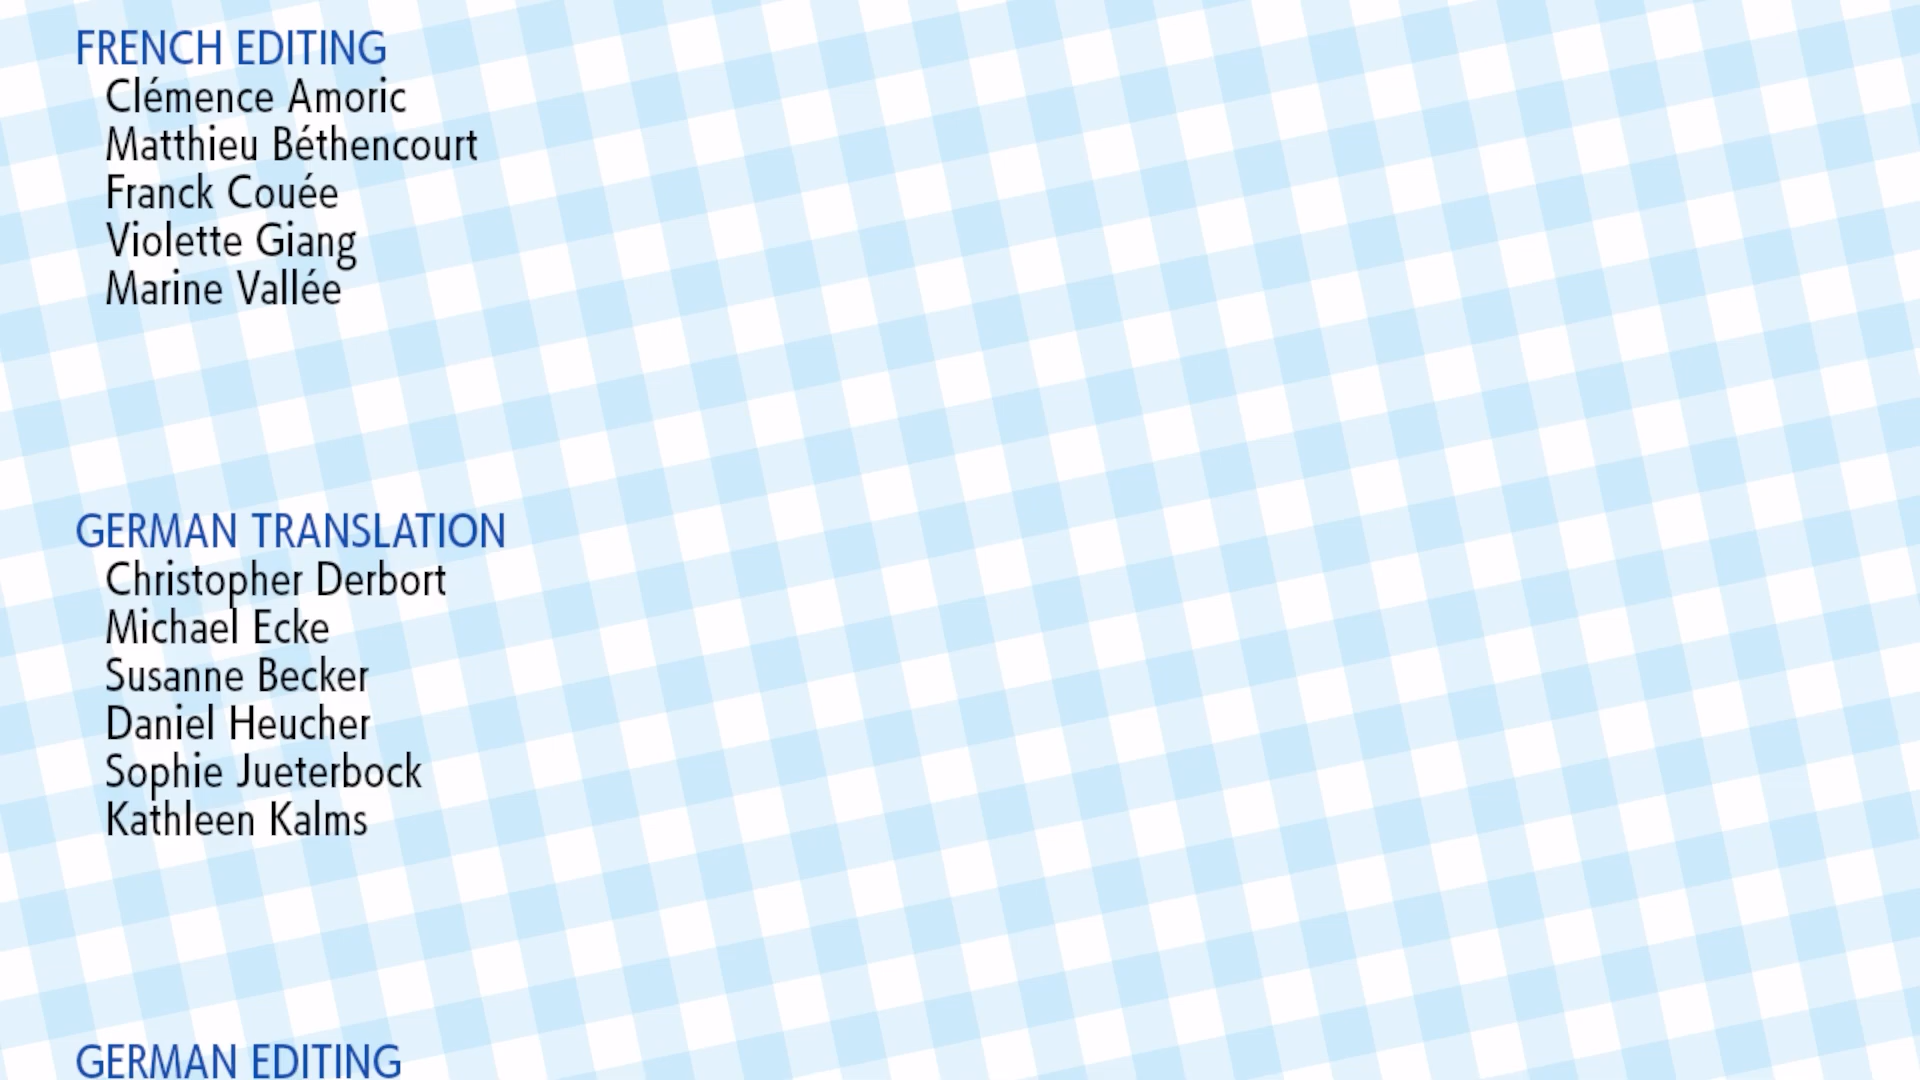 FRENCH EDITING
Clémence Amoric
Matthieu Béthencourt
Franck Couée
Violette Giang
Marine Vallée
GERMAN TRANSLATION
Christopher Derbort
Michael Ecke
Susanne Becker
Daniel Heucher
Sophie Jueterbock
Kathleen Kalms
GERMAN EDITING